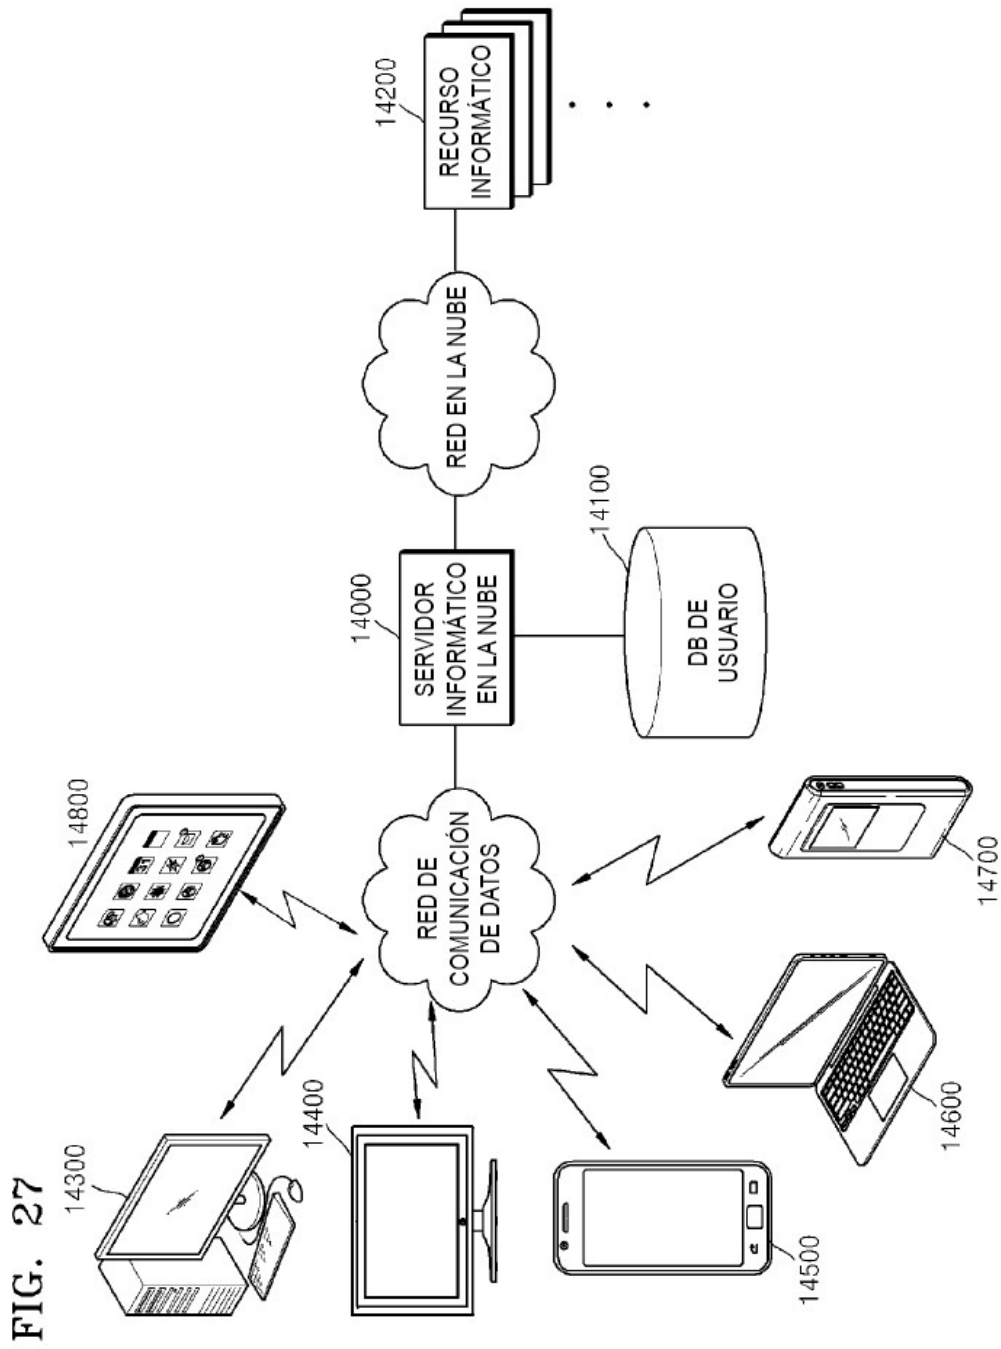 FIG. 27
14300
14400
14500
14600
14700
14800
RED DE
COMUNICACIÓN
DE DATOS
14000
SERVIDOR
INFORMÁTICO
EN LA NUBE
14100
DB DE
USUARIO
RED EN LA NUBE
14200
RECURSO
INFORMÁTICO